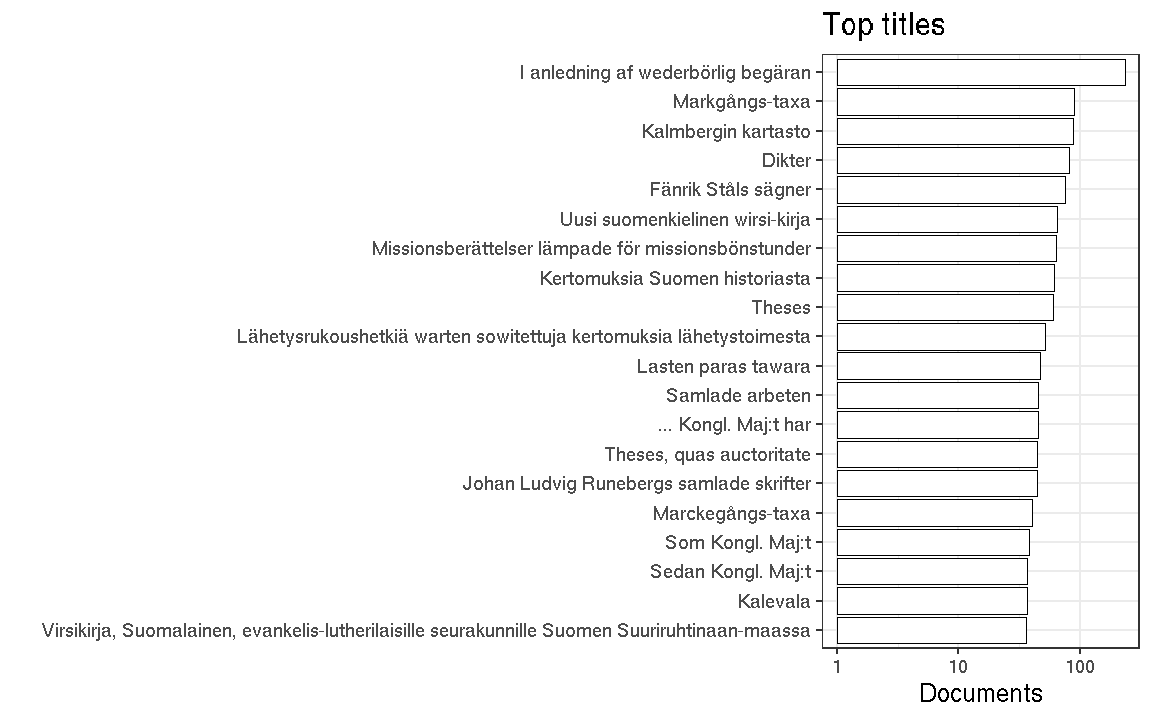 Top titles
I anledning af wederbörlig begäran
Markgångs-taxa
Kalmbergin kartasto
Dikter
Fänrik Ståls sägner
Uusi suomenkielinen wirsi-kirja
Missionsberättelser lämpade för missionsbönstunder
Kertomuksia Suomen historiasta
Theses
Lähetysrukoushetkiä warten sowitettuja kertomuksia lähetystoimesta
Lasten paras tawara
Samlade arbeten
... Kongl. Maj:t har
Theses, quas auctoritate
Johan Ludvig Runebergs samlade skrifter
Marckegångs-taxa
Som Kongl. Maj:t
Sedan Kongl. Maj:t
Kalevala
Virsikirja, Suomalainen, evankelis-lutherilaisille seurakunnille Suomen Suuriruhtinaan-maassa
1 10 100
Documents